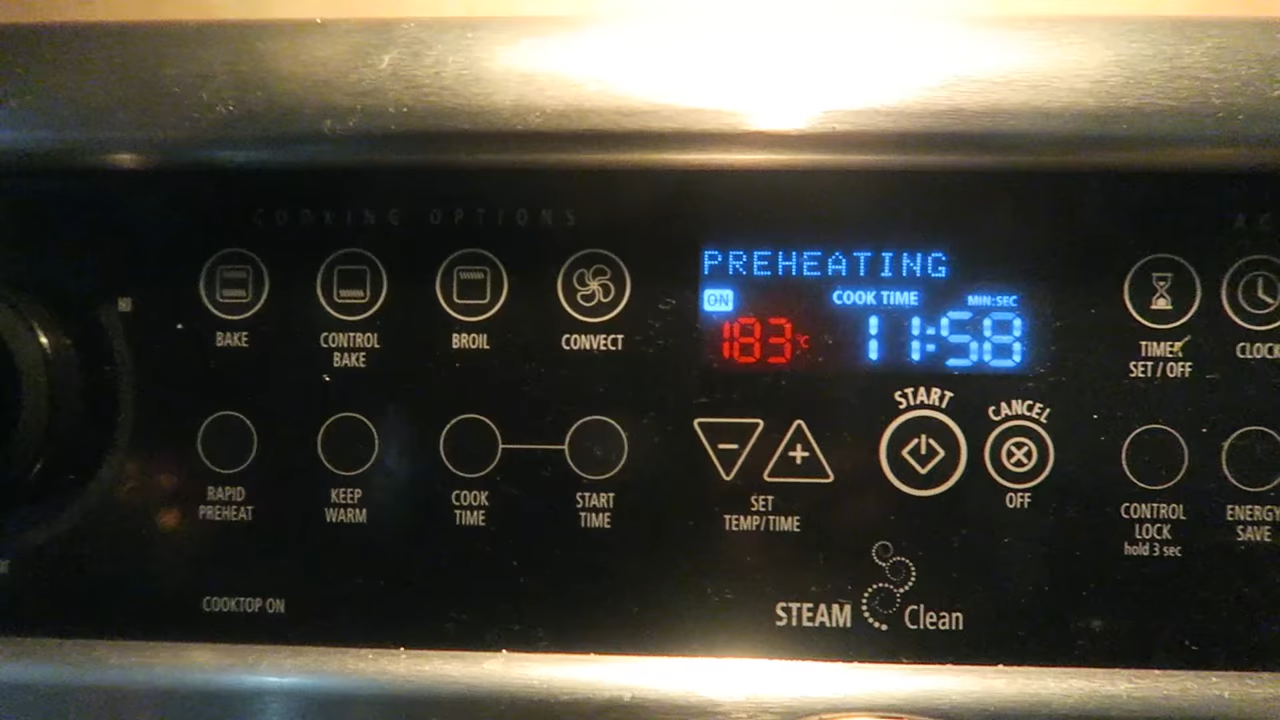 COOKING OPTIONS
PREHEATING
ON
COOK TIME
MIN:SEC
183°C
11:58
BAKE
CONTROL
BAKE
BROIL
CONVECT
TIMER
SET / OFF
CLOCK
START
CANCEL
OFF
RAPID
PREHEAT
KEEP
WARM
COOK
TIME
START
TIME
SET
TEMP/TIME
CONTROL
LOCK
hold 3 sec
ENERGY
SAVE
COOKTOP ON
STEAM Clean